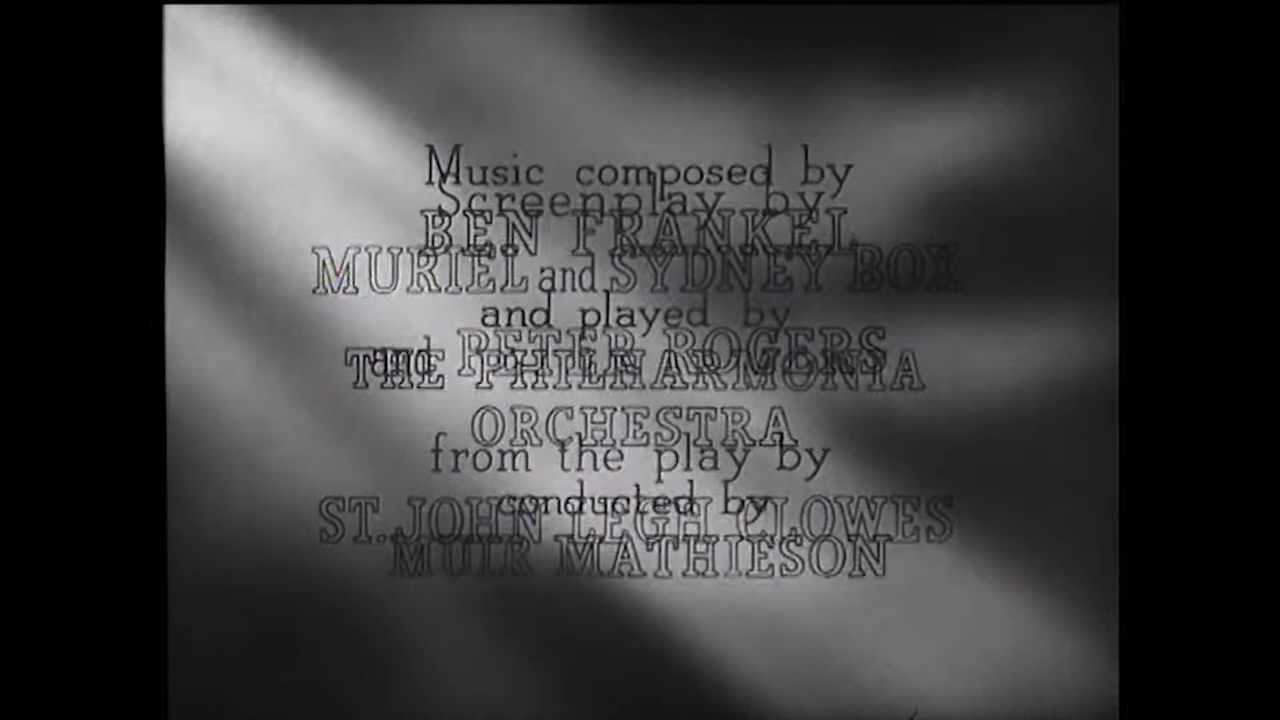 Music composed by
Screenplay by
BEN FRANKEL
MURIEL and SYDNEY BOX
and played by
and PETER ROGERS
THE PHILHARMONIA
ORCHESTRA
from the play by
conducted by
ST. JOHN LEGH CLOWES
MUIR MATHIESON